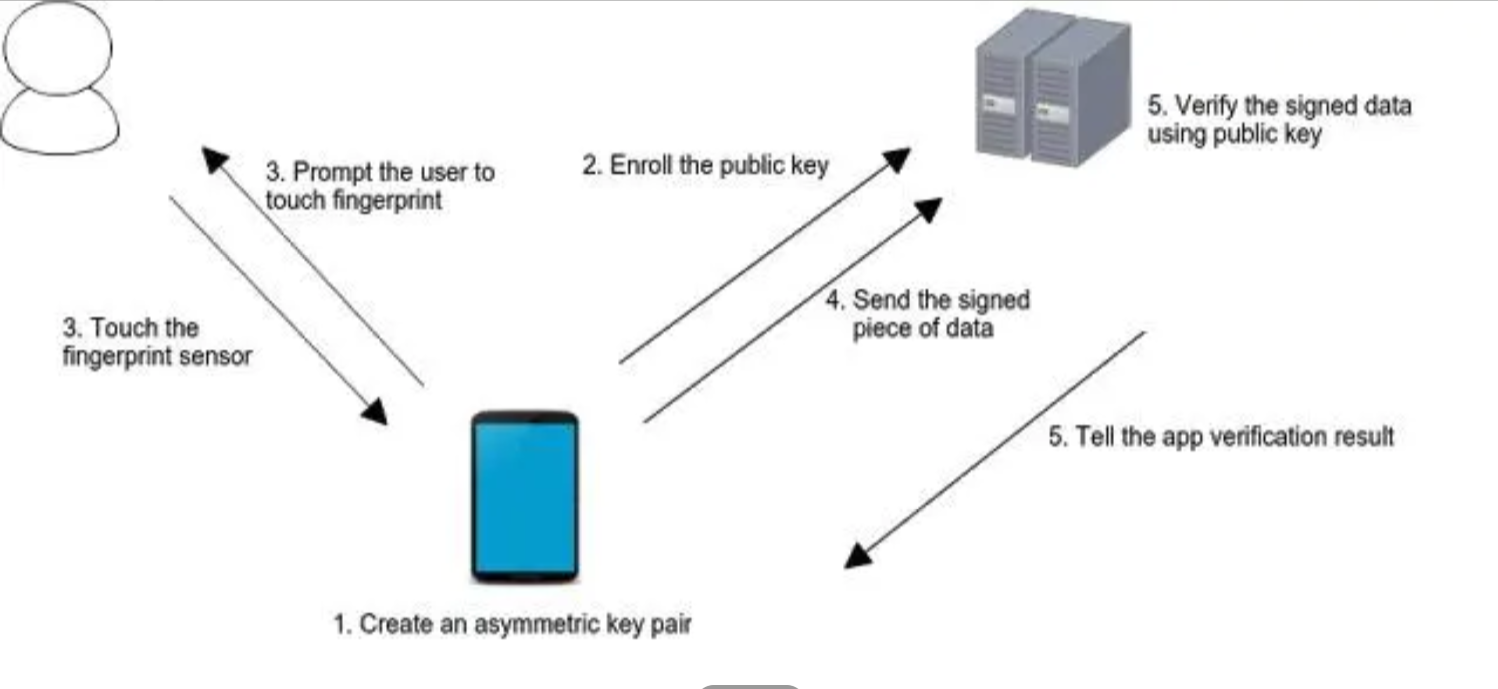 3. Prompt the user to
touch fingerprint
3. Touch the
fingerprint sensor
1. Create an asymmetric key pair
2. Enroll the public key
4. Send the signed
piece of data
5. Verify the signed data
using public key
5. Tell the app verification result